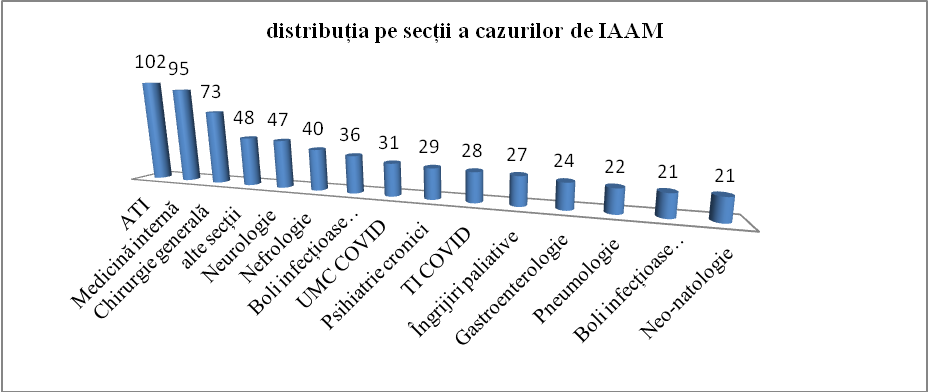 distribuția pe secții a cazurilor de IAAM
102
95
73
48
47
40
36
31
29
28
27
24
22
21
21
ATI
Medicină internă
Chirurgie generală
alte secții
Neurologie
Nefrologie
Boli infecțioase…
UMC COVID
Psihiatrie cronici
TI COVID
Îngrijiri paliative
Gastroenterologie
Pneumologie
Boli infecțioase…
Neo-natologie